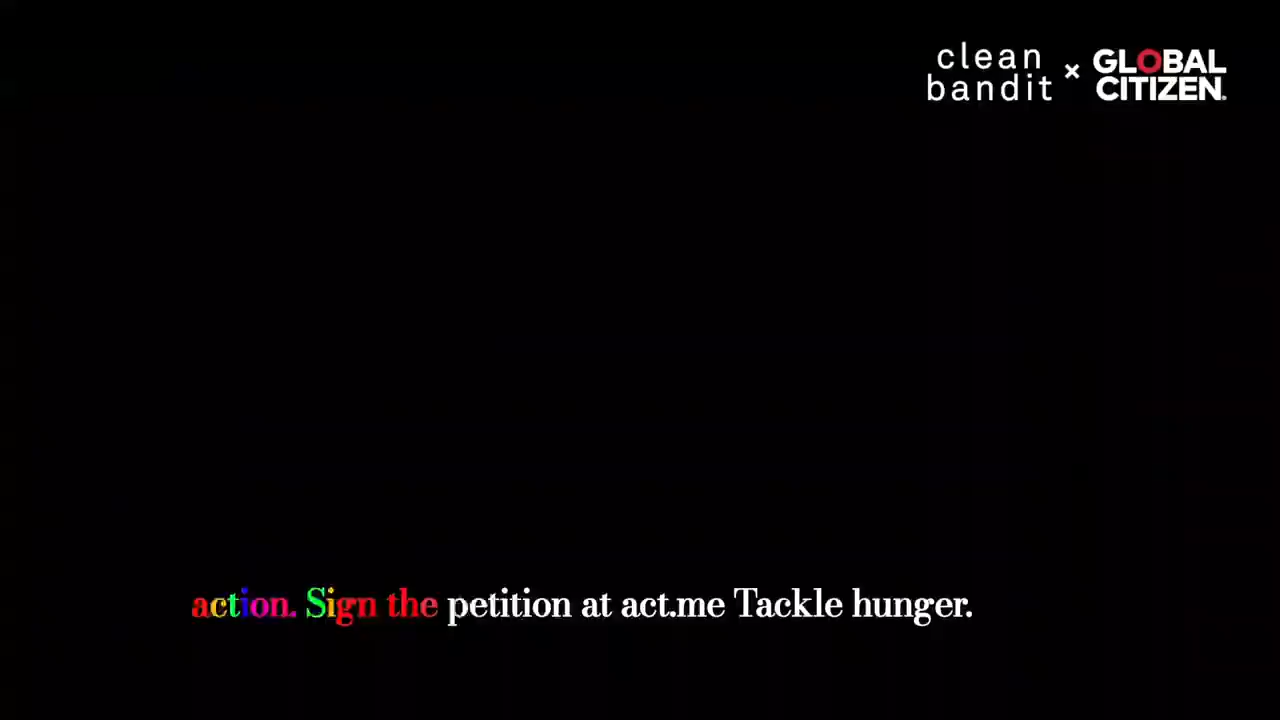 clean
bandit × GLOBAL
CITIZEN.
action. Sign the petition at act.me Tackle hunger.